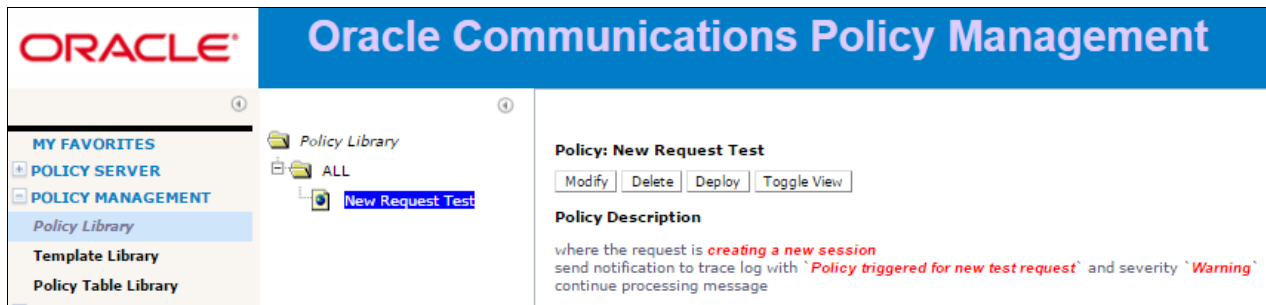 ORACLE
Oracle Communications Policy Management
MY FAVORITES
POLICY SERVER
POLICY MANAGEMENT
Policy Library
Template Library
Policy Table Library
Policy Library
ALL
New Request Test
Policy: New Request Test
Modify Delete Deploy Toggle View
Policy Description
where the request is creating a new session
send notification to trace log with `Policy triggered for new test request` and severity `Warning`
continue processing message